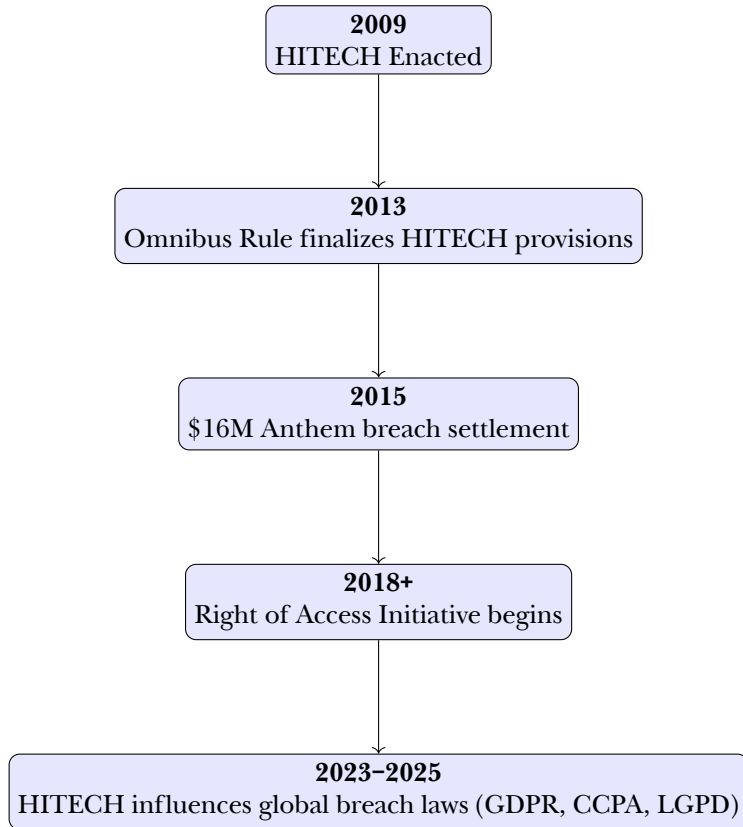 2009
HITECH Enacted
2013
Omnibus Rule finalizes HITECH provisions
2015
$16M Anthem breach settlement
2018+
Right of Access Initiative begins
2023–2025
HITECH influences global breach laws (GDPR, CCPA, LGPD)